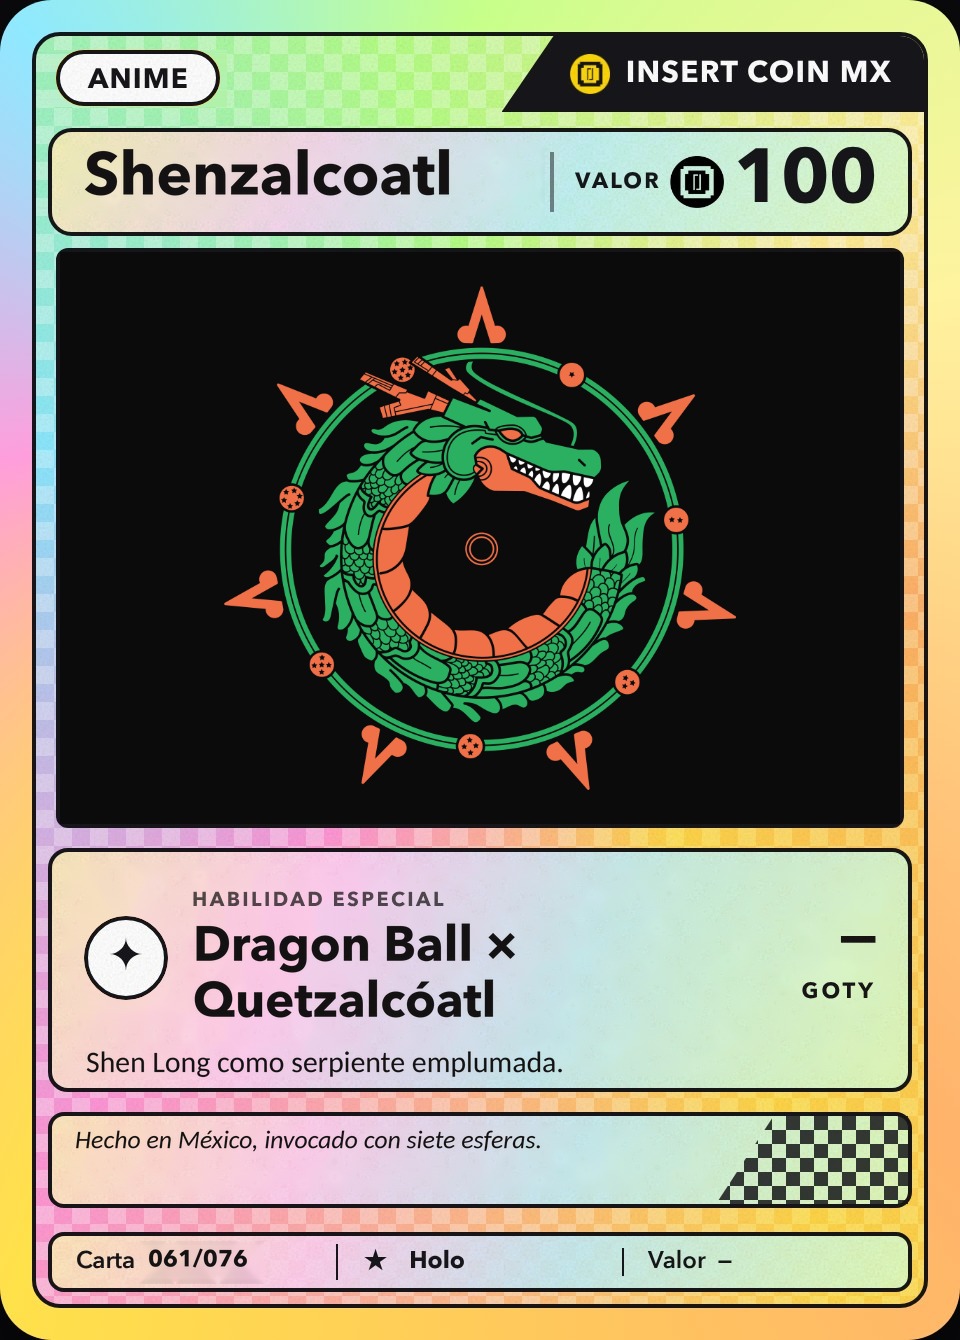 ANIME
INSERT COIN MX
Shenzalcoatl
VALOR 100
HABILIDAD ESPECIAL
Dragon Ball ×
Quetzalcóatl
—
GOTY
Shen Long como serpiente emplumada.
Hecho en México, invocado con siete esferas.
Carta 061/076
★ Holo
Valor –